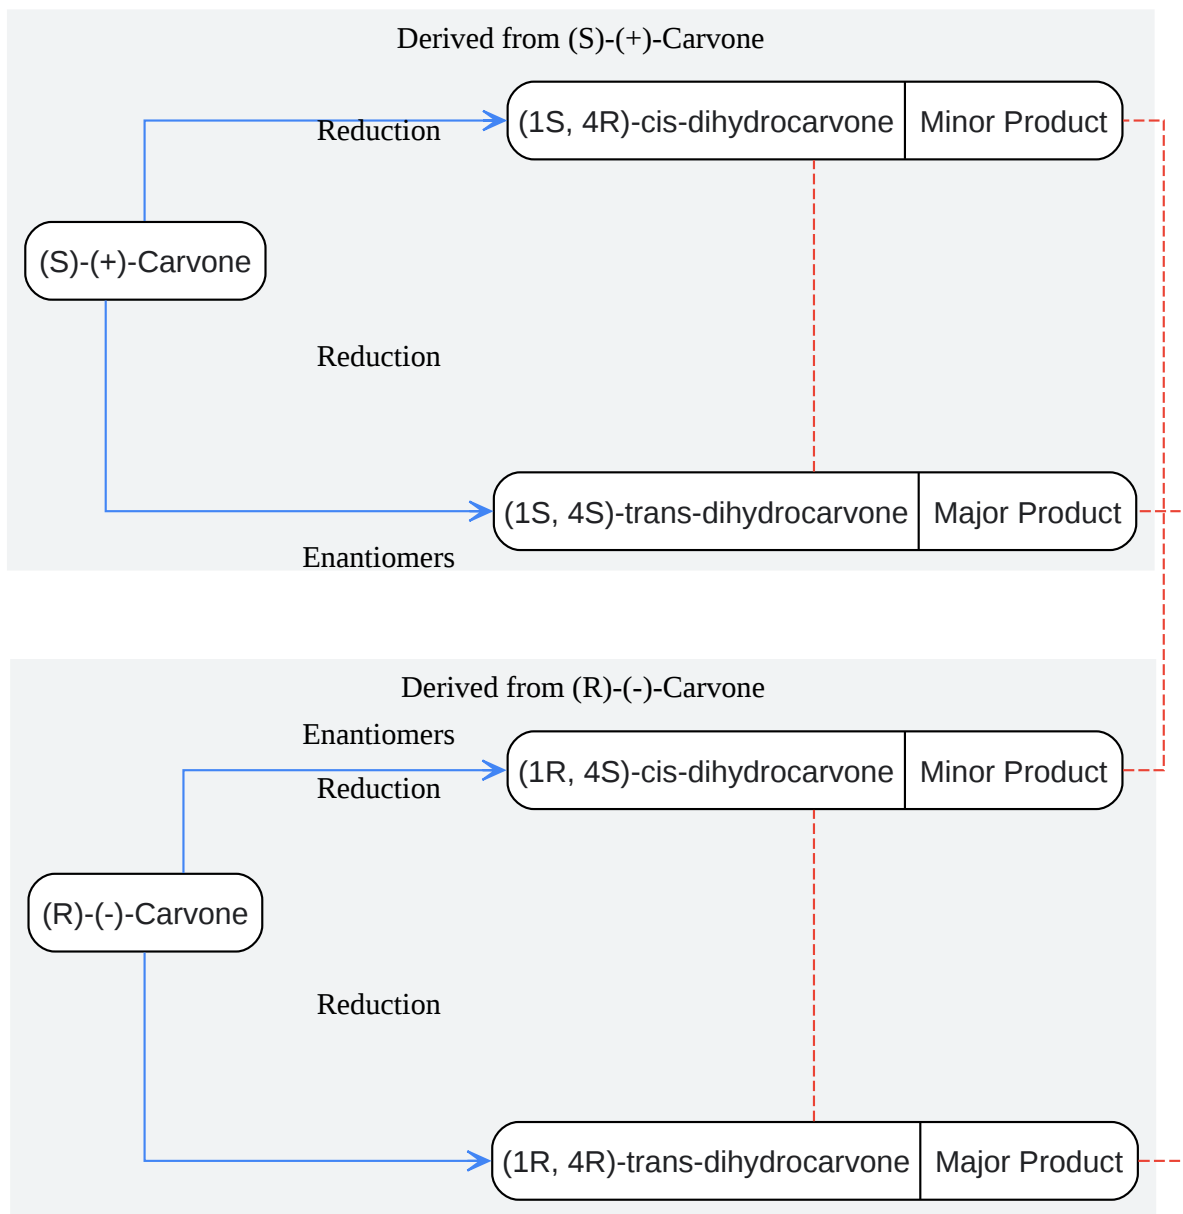 Derived from (S)-(+)-Carvone
(1S, 4R)-cis-dihydrocarvone Minor Product
Reduction
(S)-(+)-Carvone
Reduction
(1S, 4S)-trans-dihydrocarvone Major Product
Enantiomers
Derived from (R)-(-)-Carvone
Enantiomers
(1R, 4S)-cis-dihydrocarvone Minor Product
Reduction
(R)-(-)-Carvone
Reduction
(1R, 4R)-trans-dihydrocarvone Major Product